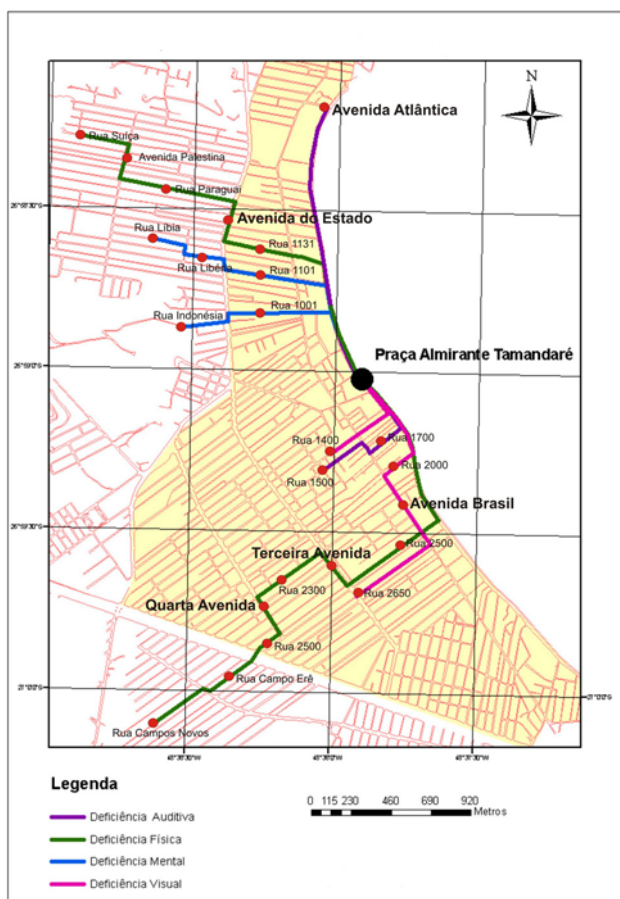 N
Avenida Atlântica
Rua Suíça
Avenida Palestina
Rua Paraguai
Avenida do Estado
Rua Líbia
Rua 1131
Rua Libéria
Rua 1101
Rua 1001
Rua Indonésia
Praça Almirante Tamandaré
Rua 1400
Rua 1700
Rua 2000
Rua 1500
Avenida Brasil
Terceira Avenida
Rua 2500
Rua 2300
Rua 2650
Quarta Avenida
Rua 2500
Rua Campo Erê
Rua Campos Novos
Legenda
0 115 230 460 690 920
Metros
Deficiência Auditiva
Deficiência Física
Deficiência Mental
Deficiência Visual